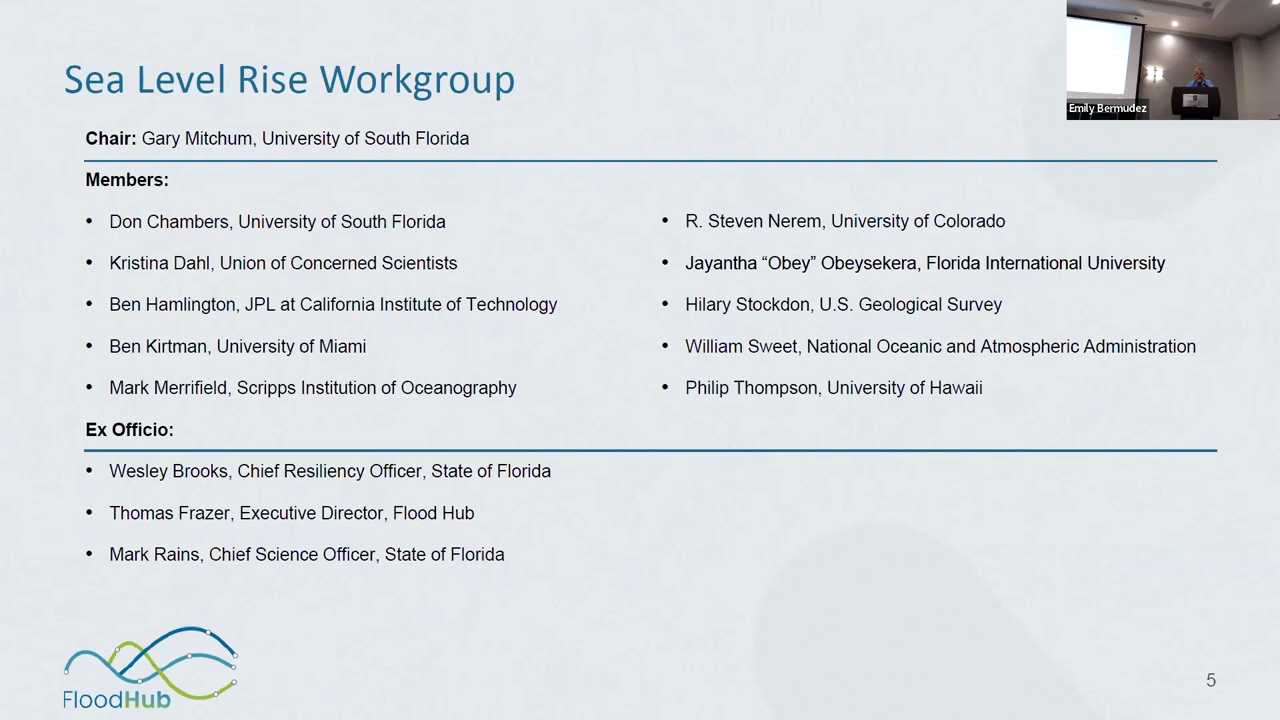 Sea Level Rise Workgroup
Emily Bermudez
Chair: Gary Mitchum, University of South Florida
Members:
• Don Chambers, University of South Florida
• Kristina Dahl, Union of Concerned Scientists
• Ben Hamlington, JPL at California Institute of Technology
• Ben Kirtman, University of Miami
• Mark Merrifield, Scripps Institution of Oceanography
• R. Steven Nerem, University of Colorado
• Jayantha “Obey” Obeysekera, Florida International University
• Hilary Stockdon, U.S. Geological Survey
• William Sweet, National Oceanic and Atmospheric Administration
• Philip Thompson, University of Hawaii
Ex Officio:
• Wesley Brooks, Chief Resiliency Officer, State of Florida
• Thomas Frazer, Executive Director, Flood Hub
• Mark Rains, Chief Science Officer, State of Florida
FloodHub
5